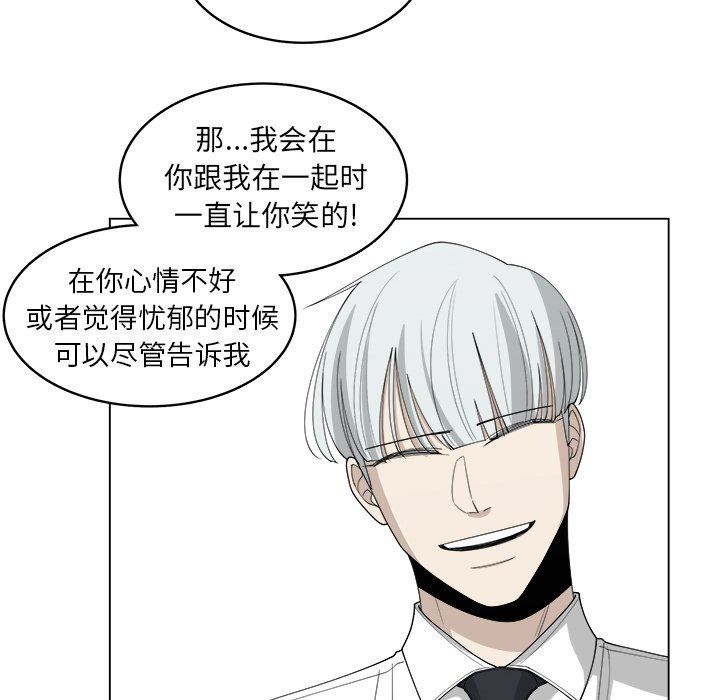 那...我会在
你跟我在一起时
一直让你笑的!
在你心情不好
或者觉得忧郁的时候
可以尽管告诉我